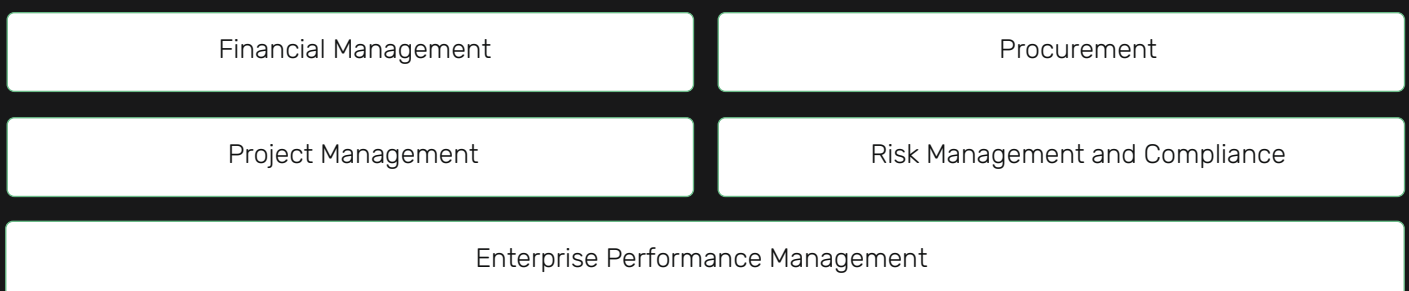 Financial Management
Procurement
Project Management
Risk Management and Compliance
Enterprise Performance Management